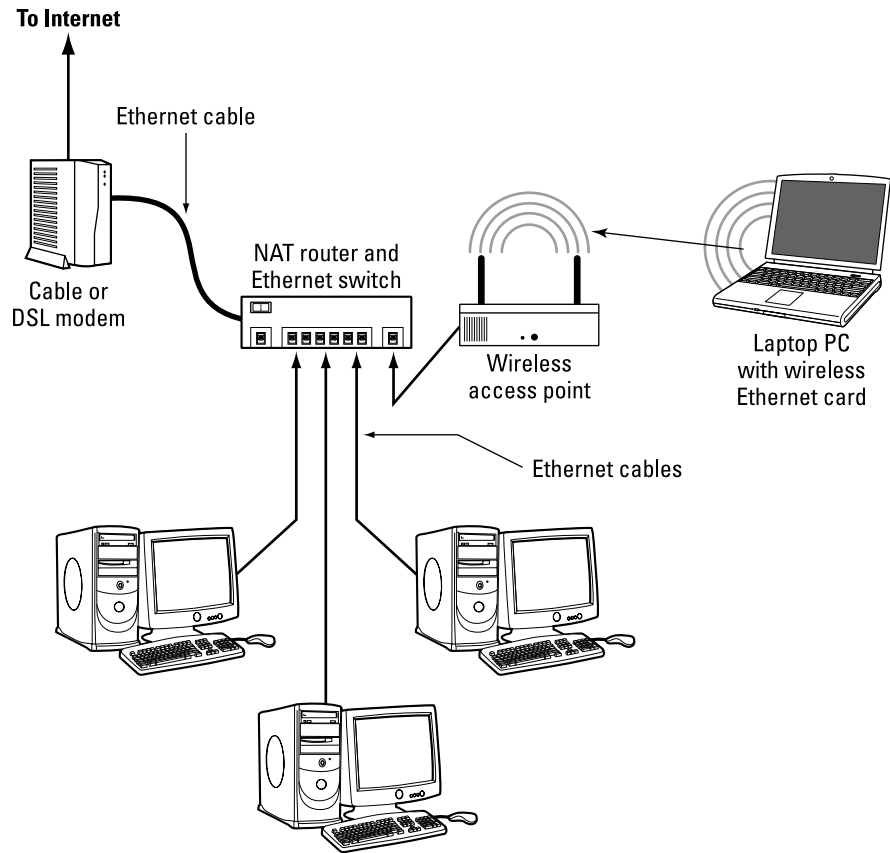 To Internet
Ethernet cable
NAT router and
Ethernet switch
Cable or
DSL modem
Wireless
access point
Laptop PC
with wireless
Ethernet card
Ethernet cables